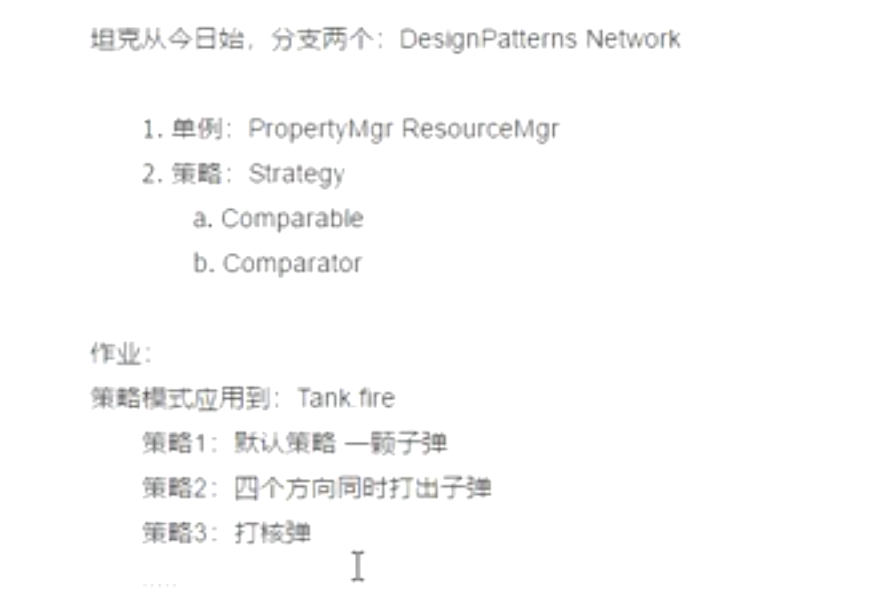 坦克从今日始，分支两个：DesignPatterns Network
1. 单例：PropertyMgr ResourceMgr
2. 策略：Strategy
a. Comparable
b. Comparator
作业：
策略模式应用到：Tank.fire
策略1：默认策略 一颗子弹
策略2：四个方向同时打出子弹
策略3：打核弹
.....